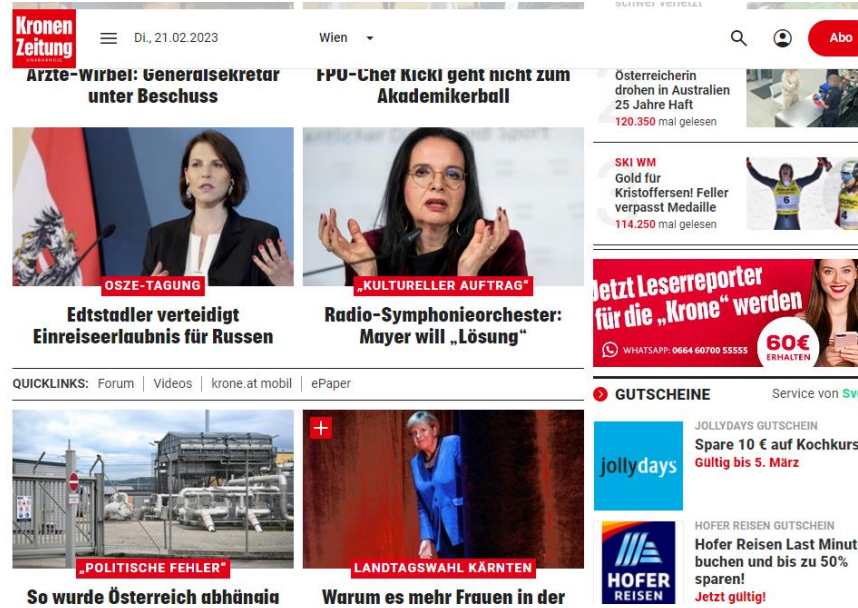 schwer verletzt
Kronen
Zeitung
UNABHÄNGIG
Di., 21.02.2023
Wien
Abo
Ärzte-Wirbel: Generalsekretär
unter Beschuss
FPÖ-Chef Kickl geht nicht zum
Akademikerball
Österreicherin
drohen in Australien
25 Jahre Haft
120.350 mal gelesen
3
SKI WM
Gold für
Kristoffersen! Feller
verpasst Medaille
114.250 mal gelesen
OSZE-TAGUNG
Edtstadler verteidigt
Einreiseerlaubnis für Russen
„KULTURELLER AUFTRAG“
Radio-Symphonieorchester:
Mayer will „Lösung“
Jetzt Leserreporter
für die „Krone“ werden
WHATSAPP: 0664 60700 55555
60€
ERHALTEN
QUICKLINKS: Forum | Videos | krone.at mobil | ePaper
GUTSCHEINE
Service von
jollydays
JOLLYDAYS GUTSCHEIN
Spare 10 € auf Kochkurs
Gültig bis 5. März
HOFER
REISEN
HOFER REISEN GUTSCHEIN
Hofer Reisen Last Minut
buchen und bis zu 50%
sparen!
Jetzt gültig!
„POLITISCHE FEHLER“
So wurde Österreich abhängig
LANDTAGSWAHL KÄRNTEN
Warum es mehr Frauen in der